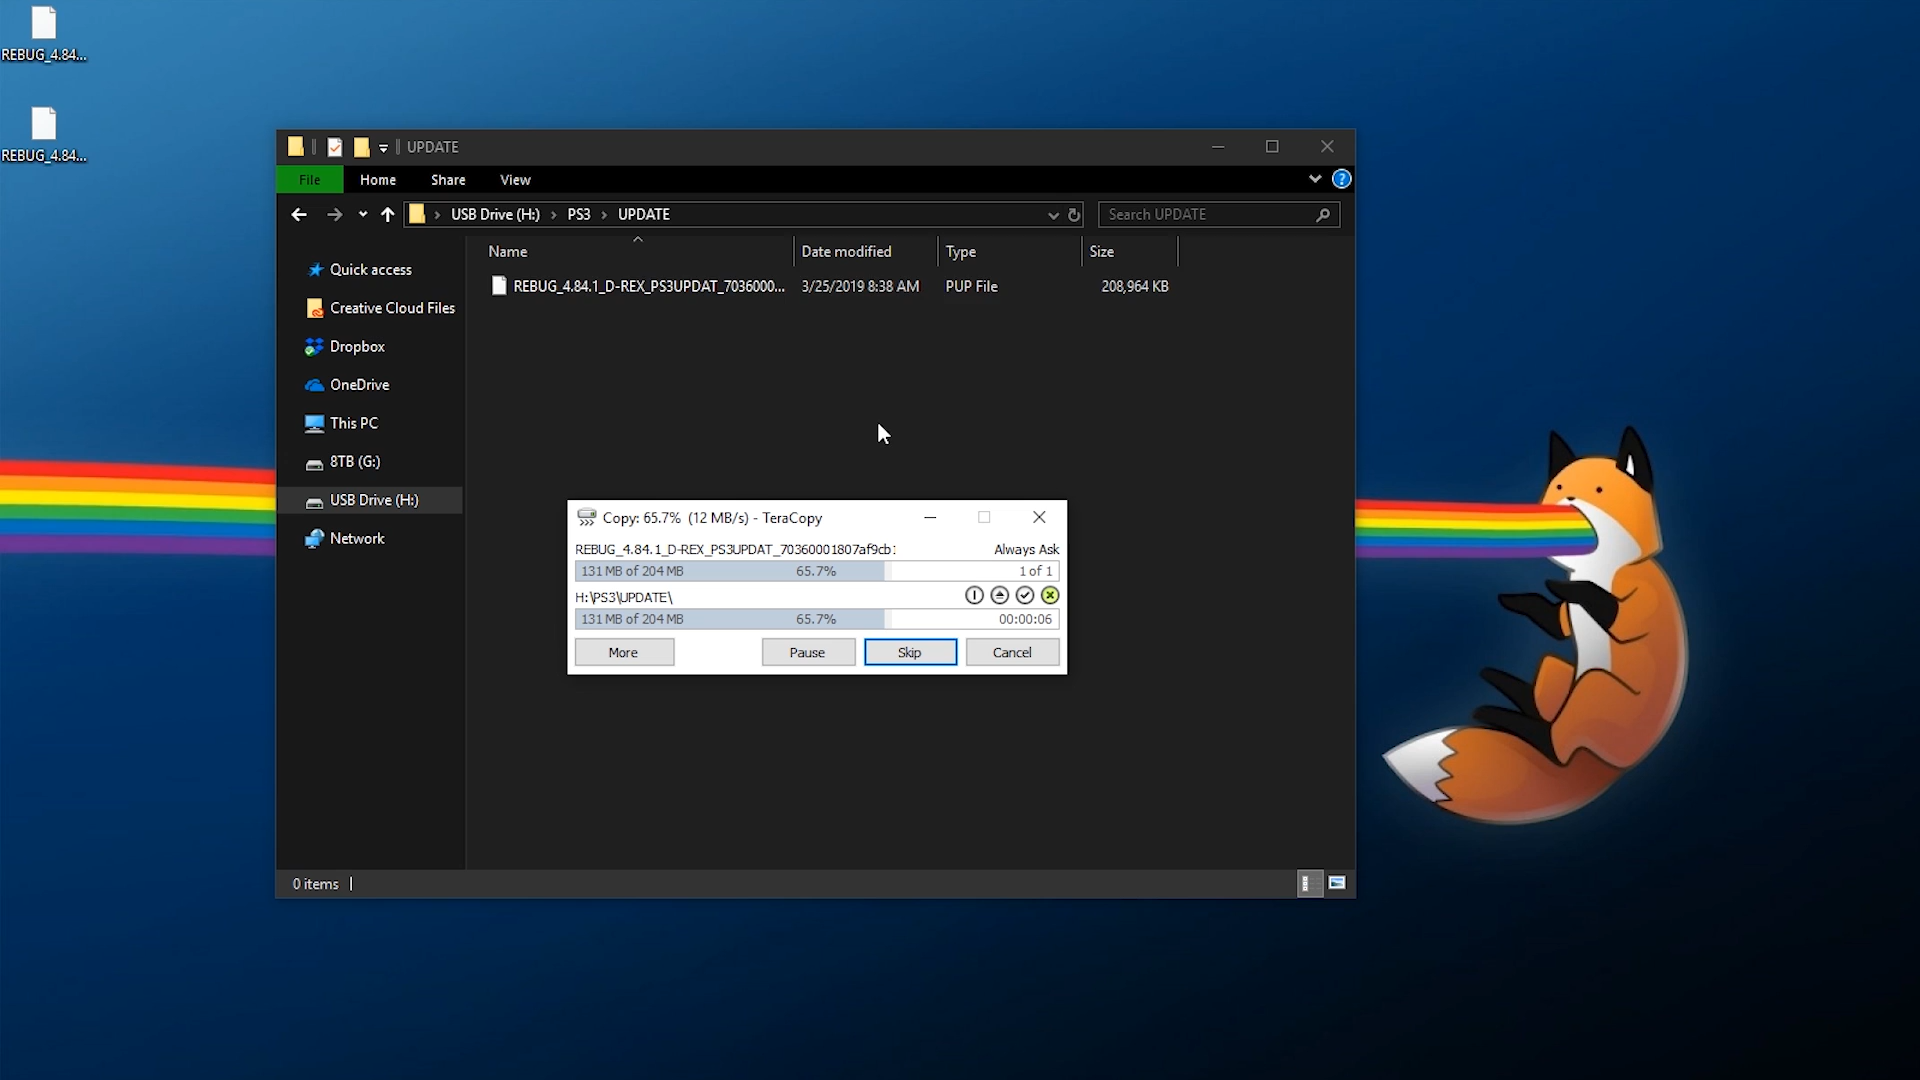 REBUG_4.84...
REBUG_4.84...
UPDATE
File Home Share View
USB Drive (H:) PS3 UPDATE
Search UPDATE
Name Date modified Type Size
REBUG_4.84.1_D-REX_PS3UPDAT_7036000... 3/25/2019 8:38 AM PUP File 208,964 KB
Quick access
Creative Cloud Files
Dropbox
OneDrive
This PC
8TB (G:)
USB Drive (H:)
Network
Copy: 65.7% (12 MB/s) - TeraCopy
REBUG_4.84.1_D-REX_PS3UPDAT_70360001807af9cb: Always Ask
131 MB of 204 MB 65.7% 1 of 1
H:\PS3\UPDATE\
131 MB of 204 MB 65.7% 00:00:06
More Pause Skip Cancel
0 items